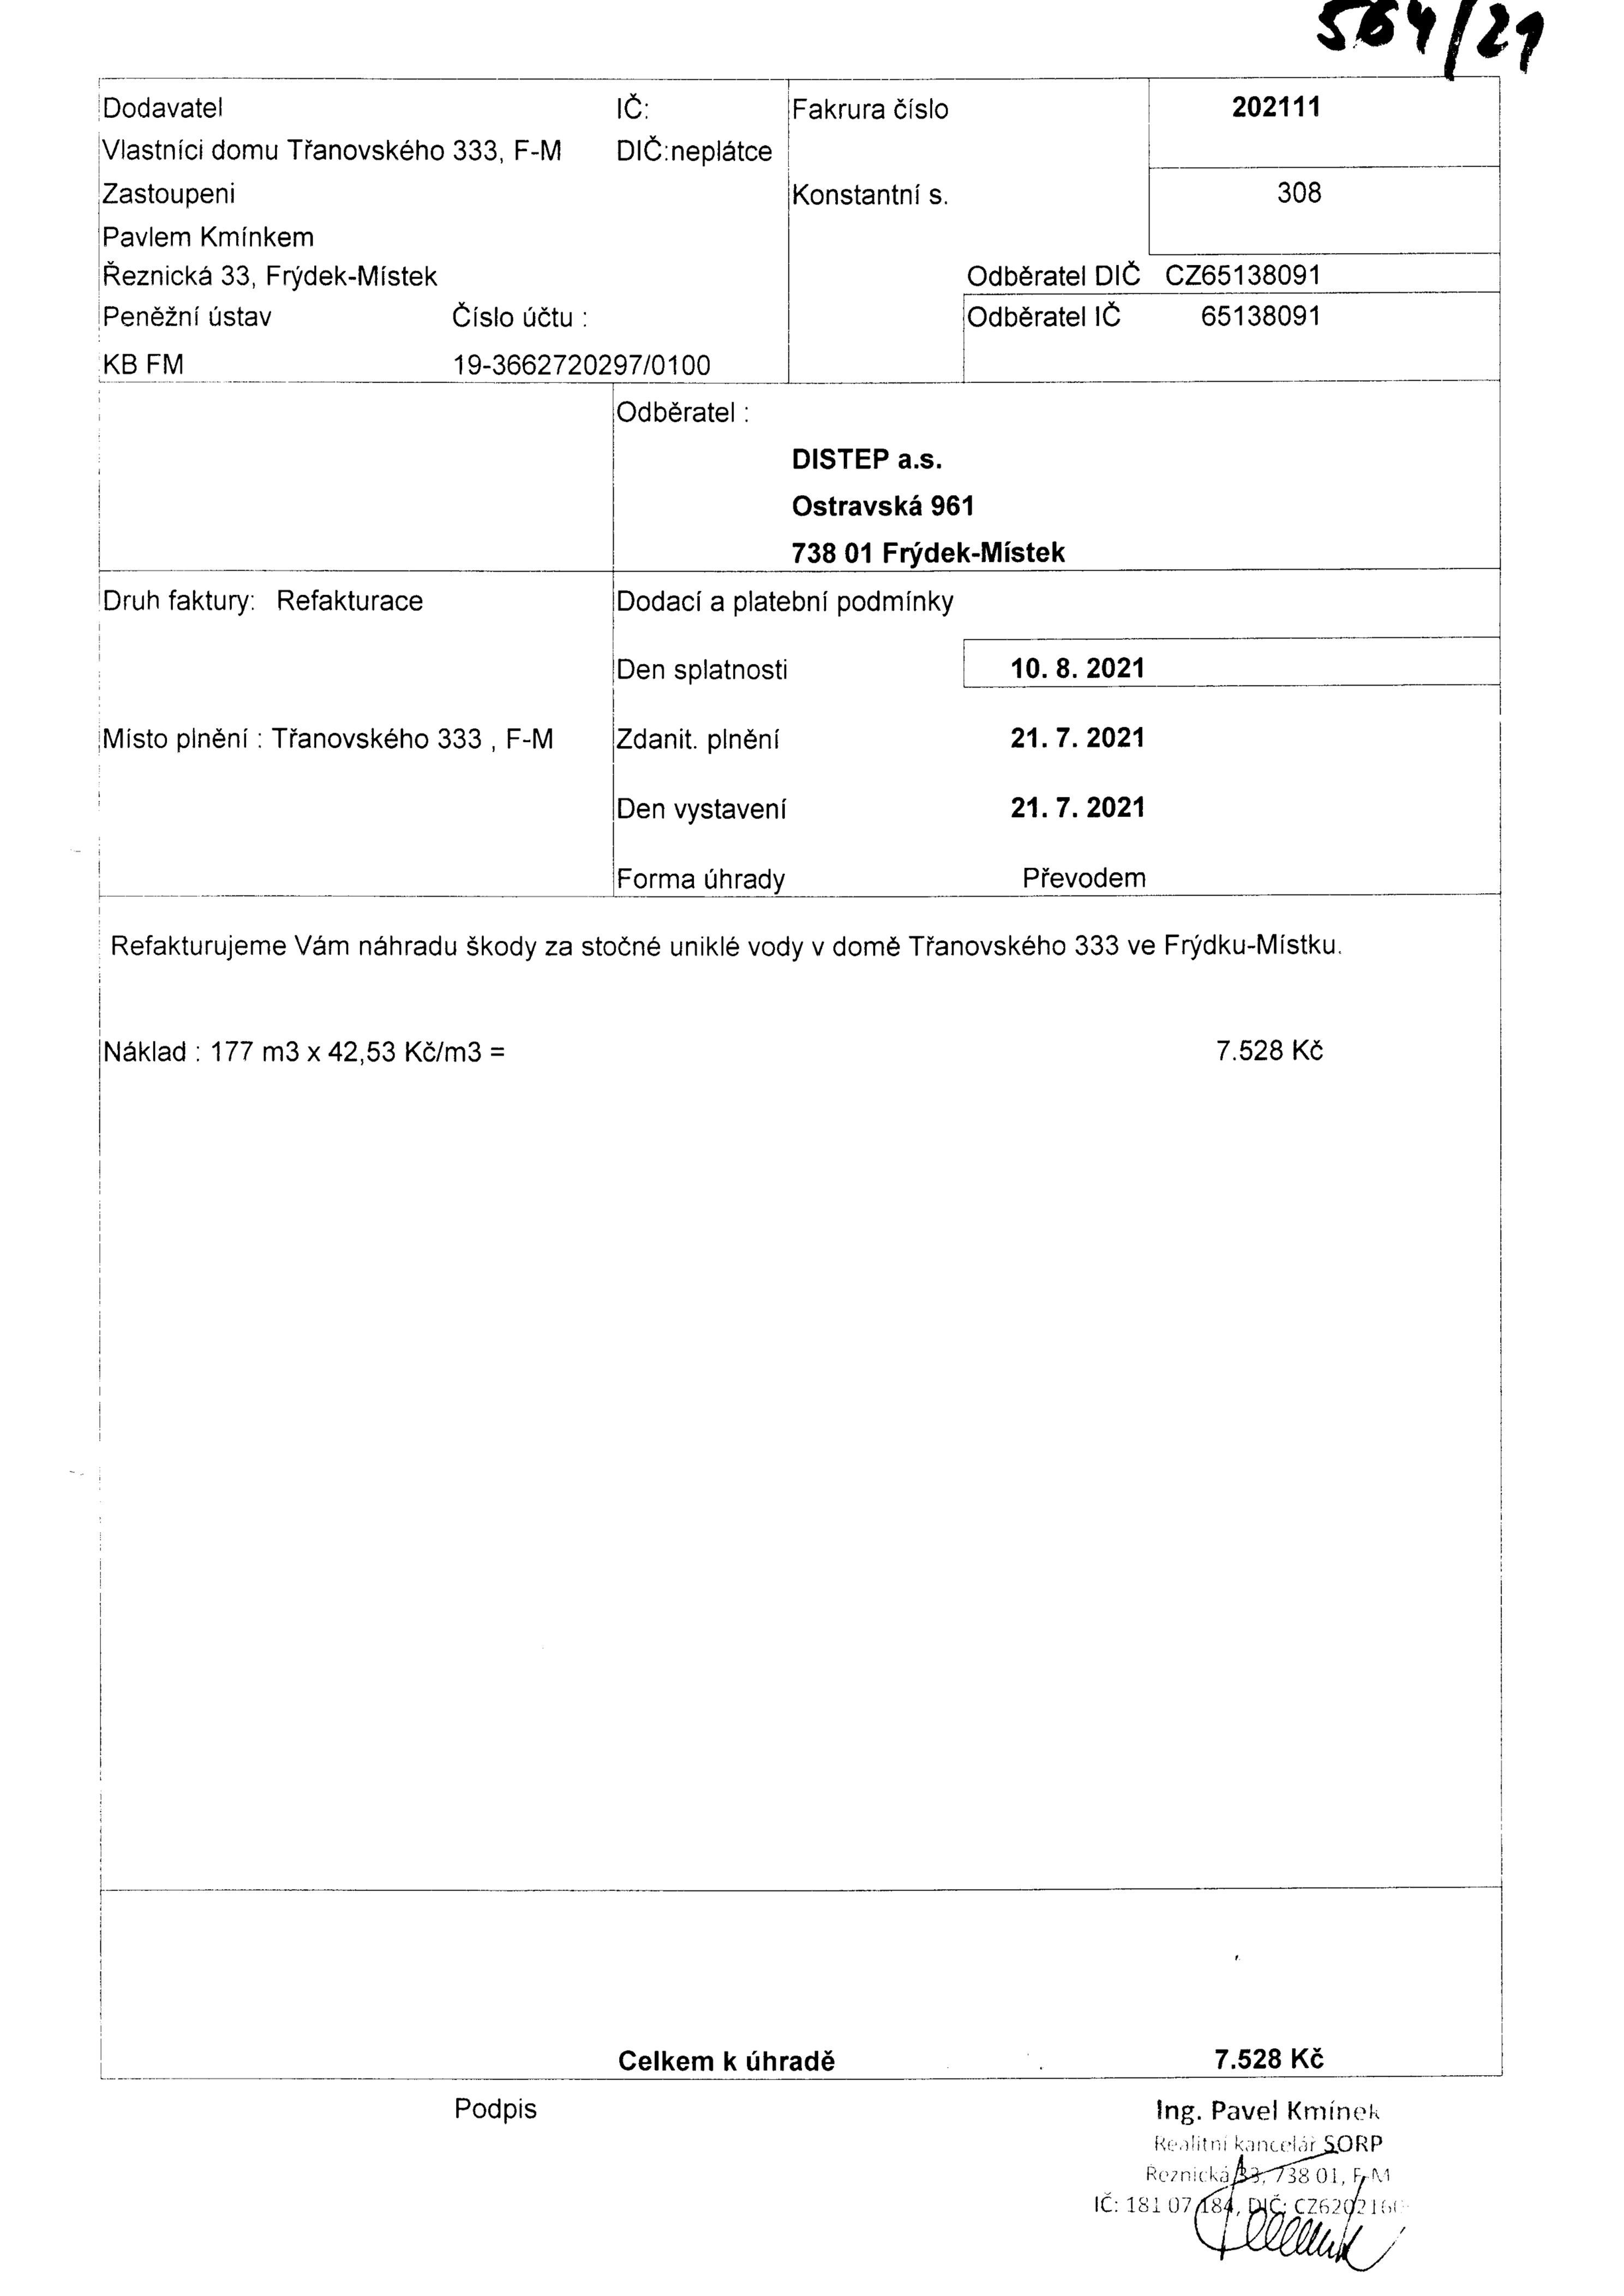 564/21
Dodavatel IČ: Fakrura číslo 202111
Vlastníci domu Třanovského 333, F-M DIČ:neplátce
Zastoupeni Konstantní s. 308
Pavlem Kmínkem
Řeznická 33, Frýdek-Místek Odběratel DIČ CZ65138091
Peněžní ústav Číslo účtu : Odběratel IČ 65138091
KB FM 19-3662720297/0100
Odběratel :
DISTEP a.s.
Ostravská 961
738 01 Frýdek-Místek
Druh faktury: Refakturace Dodací a platební podmínky
Den splatnosti 10. 8. 2021
Místo plnění : Třanovského 333 , F-M Zdanit. plnění 21. 7. 2021
Den vystavení 21. 7. 2021
Forma úhrady Převodem
Refakturujeme Vám náhradu škody za stočné uniklé vody v domě Třanovského 333 ve Frýdku-Místku.
Náklad : 177 m3 x 42,53 Kč/m3 = 7.528 Kč
Celkem k úhradě 7.528 Kč
Podpis Ing. Pavel Kmínek
Realitní kancelář SORP
Řeznická 33, 738 01, F-M
IČ: 181 07 184, DIČ: